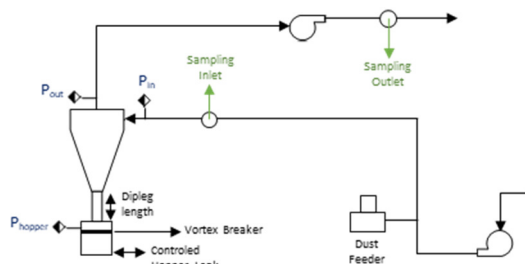 Sampling
Inlet
Sampling
Outlet
Pout
Pin
Dipleg
length
Phopper
Vortex Breaker
Controled
Dust
Feeder